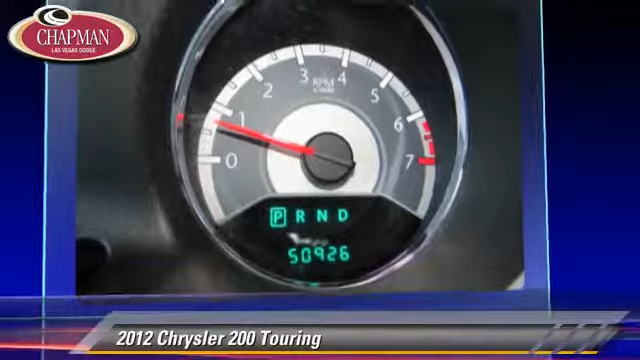 CHAPMAN
LAS VEGAS DODGE
0 1 2 3 4 5 6 7
RPM
x1000
P R N D
50926
2012 Chrysler 200 Touring